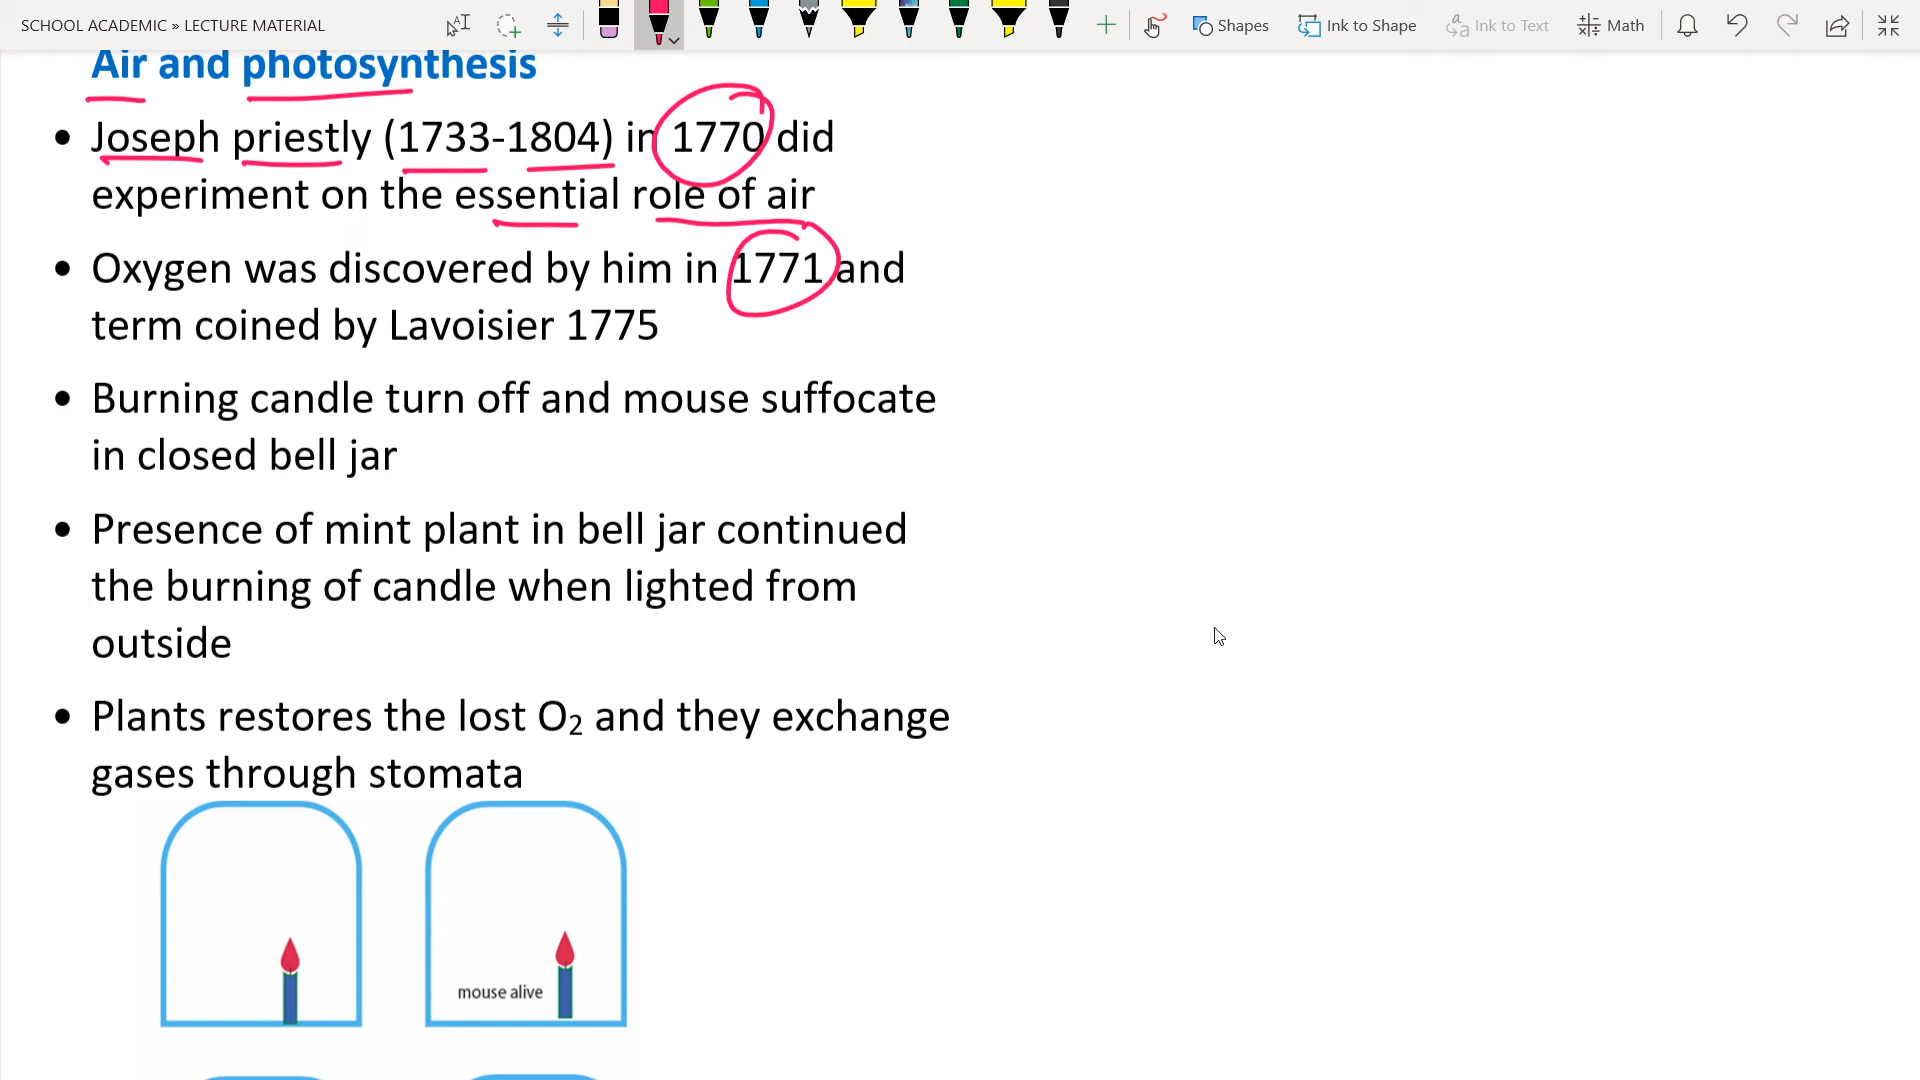 SCHOOL ACADEMIC » LECTURE MATERIAL
Shapes
Ink to Shape
Ink to Text
Math
Air and photosynthesis
• Joseph priestly (1733-1804) in 1770 did
experiment on the essential role of air
• Oxygen was discovered by him in 1771 and
term coined by Lavoisier 1775
• Burning candle turn off and mouse suffocate
in closed bell jar
• Presence of mint plant in bell jar continued
the burning of candle when lighted from
outside
• Plants restores the lost O₂ and they exchange
gases through stomata
mouse alive